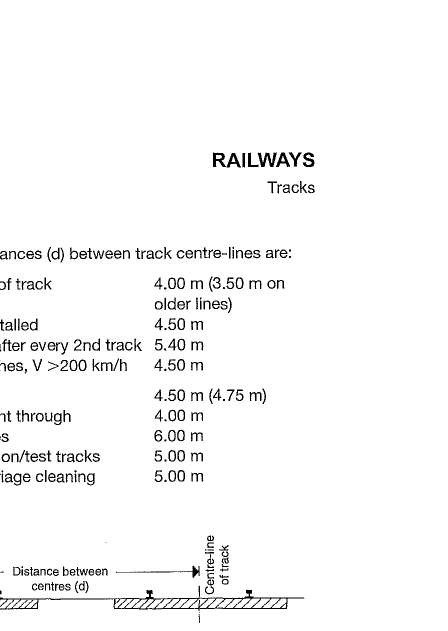 RAILWAYS
Tracks
ances (d) between track centre-lines are:
of track 4.00 m (3.50 m on
older lines)
talled 4.50 m
after every 2nd track 5.40 m
nes, V >200 km/h 4.50 m
4.50 m (4.75 m)
nt through 4.00 m
s 6.00 m
on/test tracks 5.00 m
iage cleaning 5.00 m
Centre-line
of track
Distance between
centres (d)